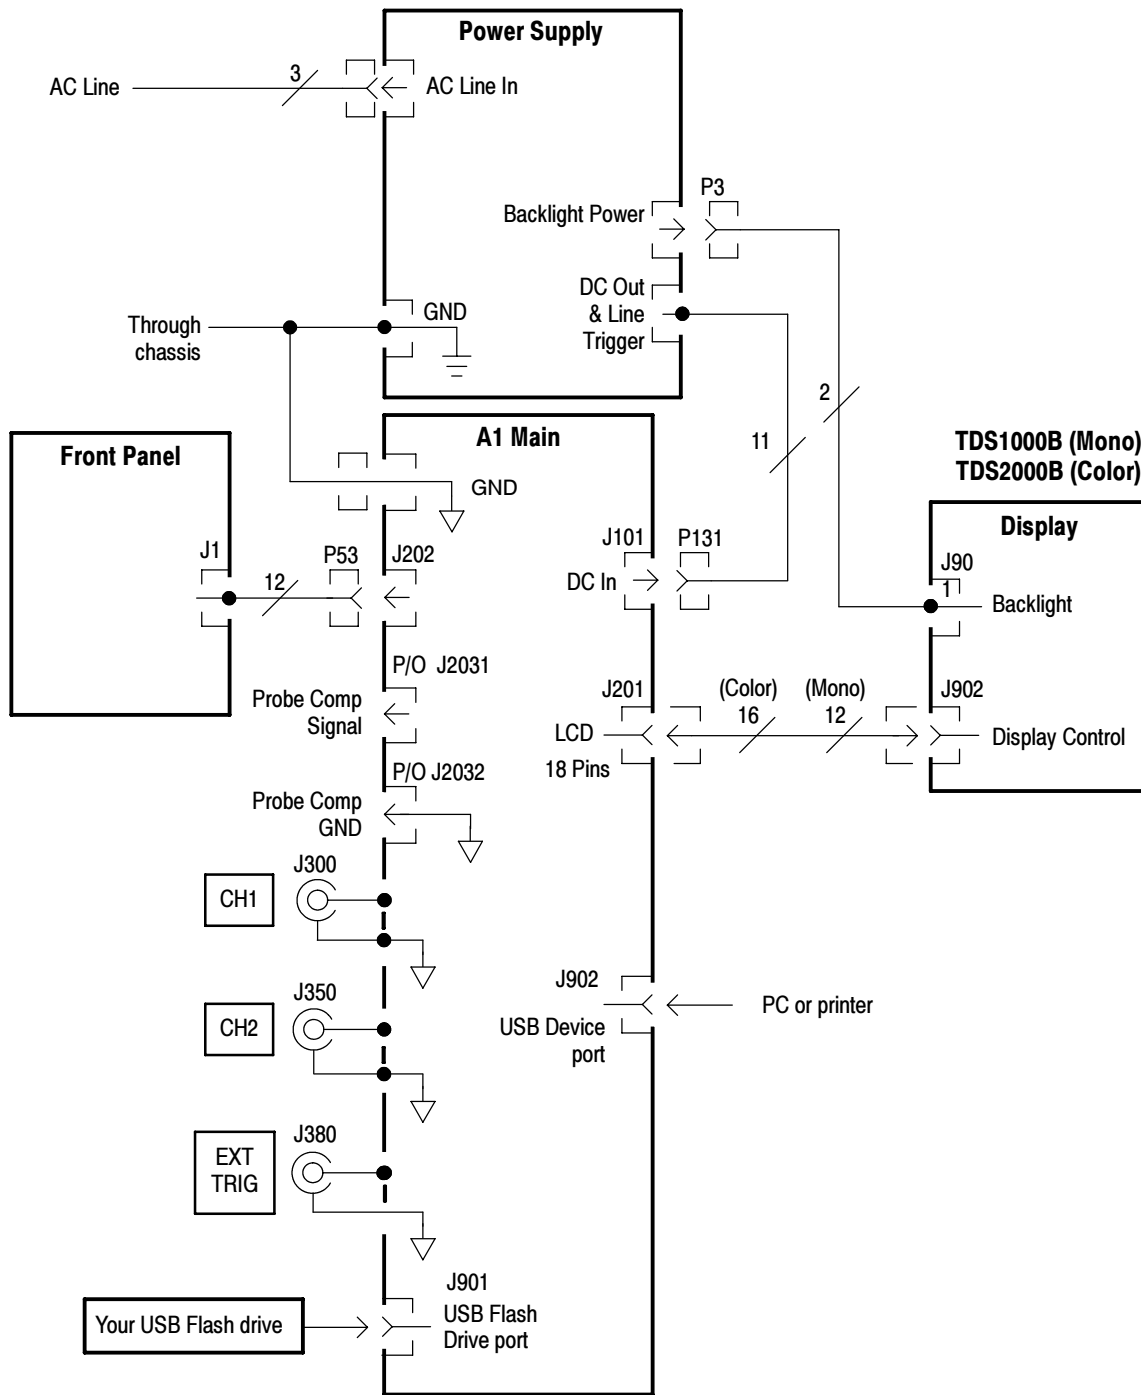 Power Supply
AC Line
3
AC Line In
P3
Backlight Power
DC Out
& Line
Trigger
GND
Through
chassis
2
11
A1 Main
Front Panel
GND
TDS1000B (Mono)
TDS2000B (Color)
Display
J1
12
P53
J202
J101
P131
DC In
J90
1
Backlight
P/O J2031
Probe Comp
Signal
J201
(Color)
16
(Mono)
12
J902
LCD
18 Pins
Display Control
P/O J2032
Probe Comp
GND
J300
CH1
J350
CH2
J902
USB Device
port
PC or printer
J380
EXT
TRIG
J901
USB Flash
Drive port
Your USB Flash drive